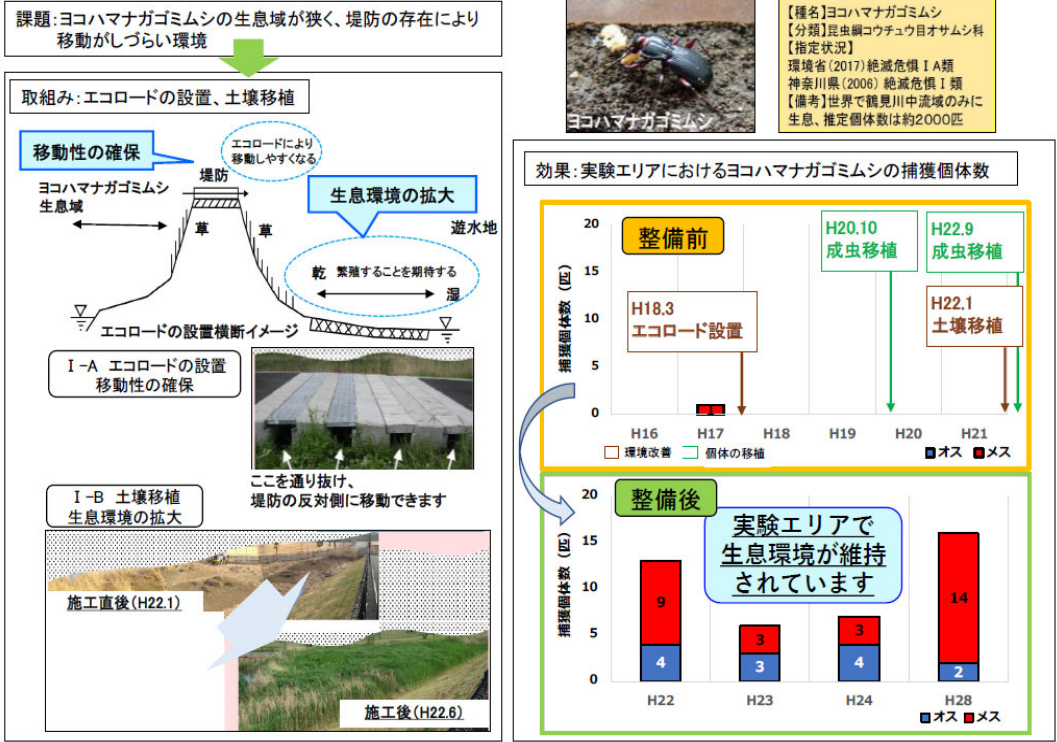 課題：ヨコハマナガゴミムシの生息域が狭く、堤防の存在により
移動がしづらい環境
取組み：エコロードの設置、土壌移植
移動性の確保
エコロードにより
移動しやすくなる
堤防
ヨコハマナガゴミムシ
生息域
生息環境の拡大
遊水地
草
草
乾 繁殖することを期待する
湿
エコロードの設置横断イメージ
Ⅰ-A エコロードの設置
移動性の確保
ここを通り抜け、
堤防の反対側に移動できます
Ⅰ-B 土壌移植
生息環境の拡大
施工直後(H22.1)
施工後(H22.6)
ヨコハマナガゴミムシ
【種名】ヨコハマナガゴミムシ
【分類】昆虫綱コウチュウ目オサムシ科
【指定状況】
環境省(2017)絶滅危惧ⅠA類
神奈川県(2006)絶滅危惧Ⅰ類
【備考】世界で鶴見川中流域のみに
生息、推定個体数は約2000匹
効果：実験エリアにおけるヨコハマナガゴミムシの捕獲個体数
整備前
捕獲個体数（匹）
20
15
10
5
0
H18.3
エコロード設置
H20.10
成虫移植
H22.9
成虫移植
H22.1
土壌移植
H16 H17 H18 H19 H20 H21
環境改善 個体の移植 オス メス
整備後
捕獲個体数（匹）
20
15
10
5
0
実験エリアで
生息環境が維持
されています
9 3 3 14
4 3 4 2
H22 H23 H24 H28
オス メス